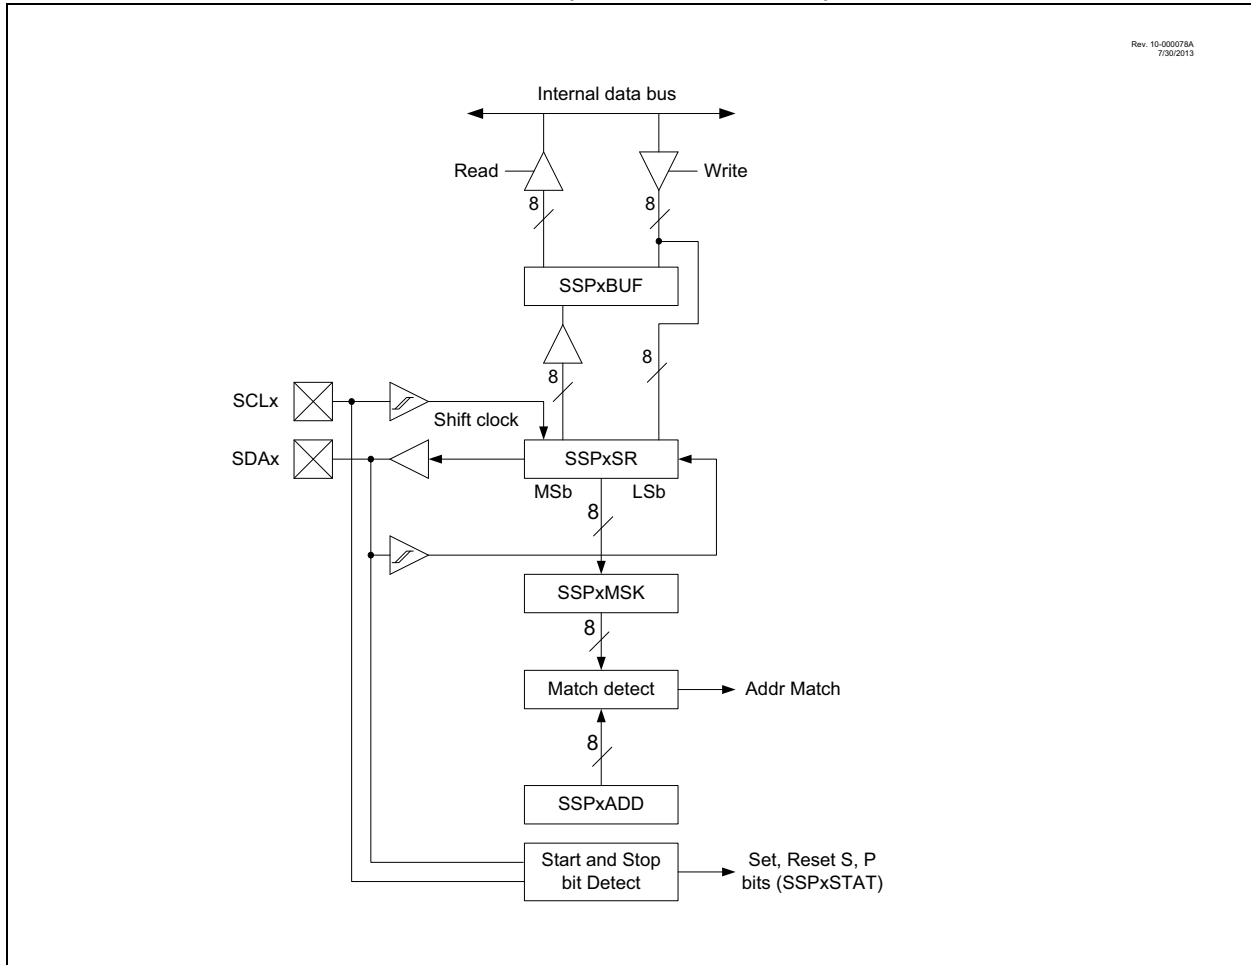 Rev. 10-000078A
7/30/2013
Internal data bus
Read
Write
8
8
SSPxBUF
8
8
SCLx
Shift clock
SDAx
SSPxSR
MSb
LSb
8
SSPxMSK
8
Match detect
Addr Match
8
SSPxADD
Start and Stop
bit Detect
Set, Reset S, P
bits (SSPxSTAT)